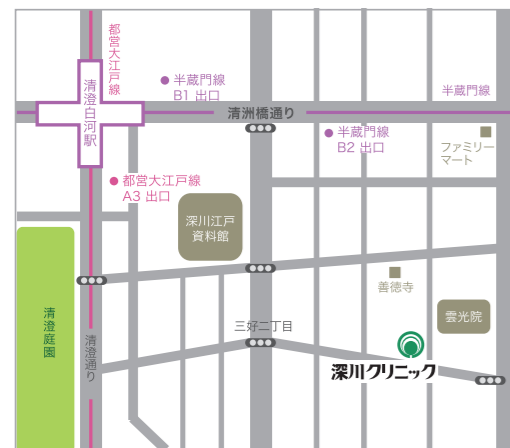 都営大江戸線
半蔵門線
B1 出口
清澄白河駅
半蔵門線
清洲橋通り
半蔵門線
B2 出口
ファミリー
マート
都営大江戸線
A3 出口
深川江戸
資料館
善徳寺
雲光院
清澄庭園
清澄通り
三好二丁目
深川クリニック